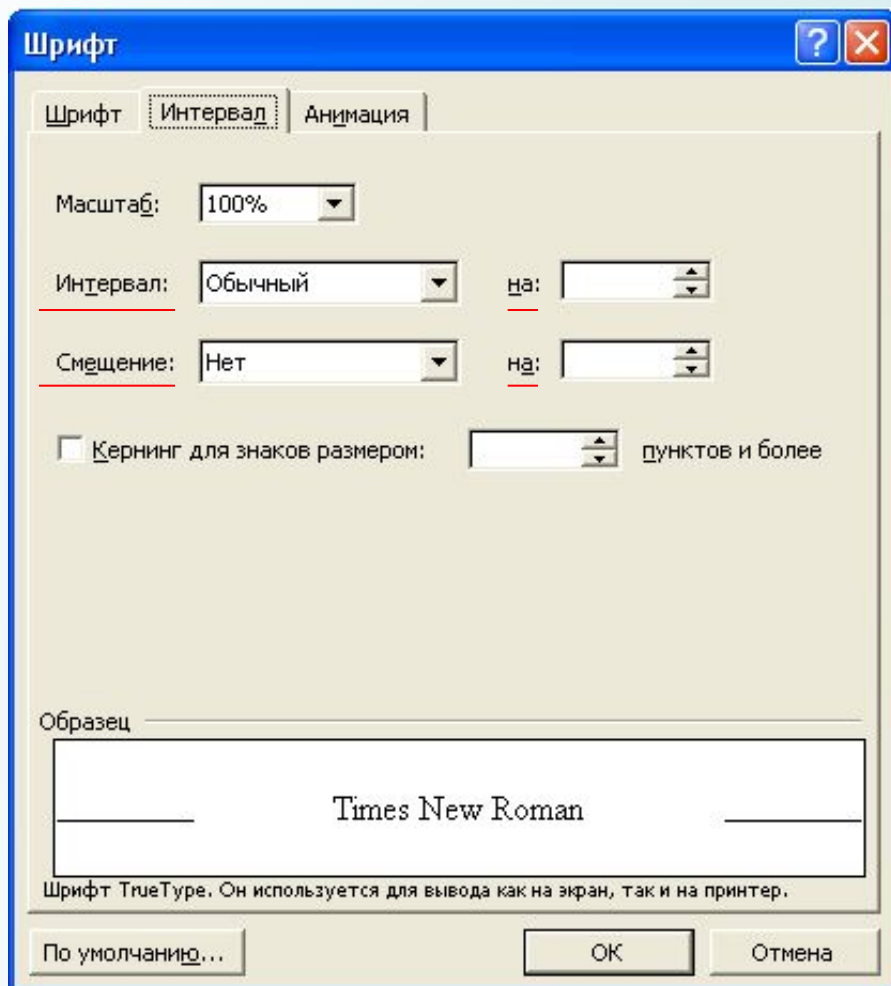 Шрифт
Шрифт Интервал Анимация
Масштаб: 100%
Интервал: Обычный на:
Смещение: Нет на:
Кернинг для знаков размером: пунктов и более
Образец
Times New Roman
Шрифт TrueType. Он используется для вывода как на экран, так и на принтер.
По умолчанию... ОК Отмена